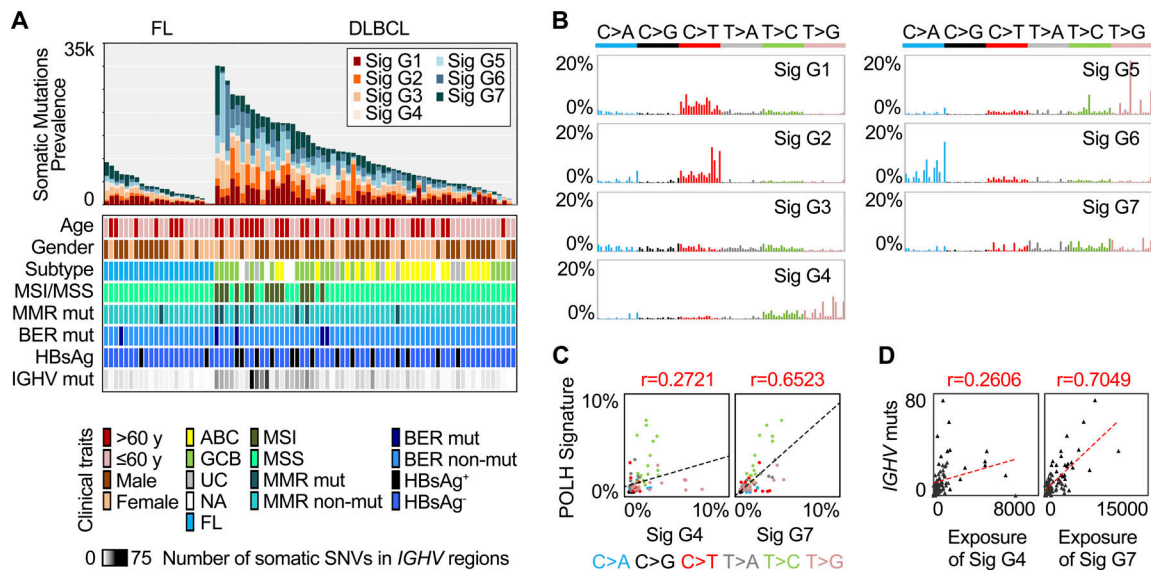 A
FL
DLBCL
35k
0
Somatic Mutations
Prevalence
Sig G1
Sig G2
Sig G3
Sig G4
Sig G5
Sig G6
Sig G7
Age
Gender
Subtype
MSI/MSS
MMR mut
BER mut
HBsAg
IGHV mut
Clinical traits
>60 y
≤60 y
Male
Female
ABC
GCB
UC
NA
FL
MSI
MSS
MMR mut
MMR non-mut
BER mut
BER non-mut
HBsAg⁺
HBsAg⁻
0 75 Number of somatic SNVs in IGHV regions
B
C>A C>G C>T T>A T>C T>G
20%
0%
Sig G1
20%
0%
Sig G2
20%
0%
Sig G3
20%
0%
Sig G4
C>A C>G C>T T>A T>C T>G
20%
0%
Sig G5
20%
0%
Sig G6
20%
0%
Sig G7
C
r=0.2721 r=0.6523
POLH Signature
10%
0%
0% 10% 0% 10%
Sig G4 Sig G7
C>A C>G C>T T>A T>C T>G
D
r=0.2606 r=0.7049
IGHV muts
80
0
0 8000 0 15000
Exposure of Sig G4
Exposure of Sig G7